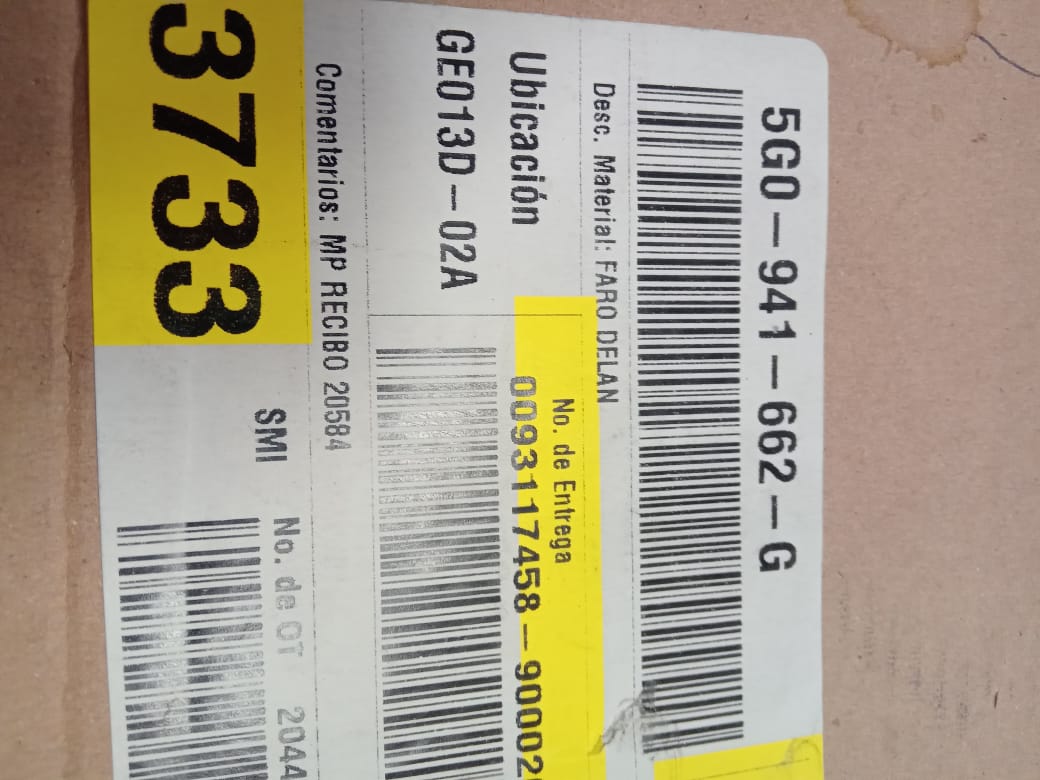 5G0-941-662-G
Desc. Material: FARO DELAN
Ubicación
GE013D-02A
No. de Entrega
0093117458-90002
Comentarios: MP RECIBO 20584
3733
SMI
No. de OT 2044